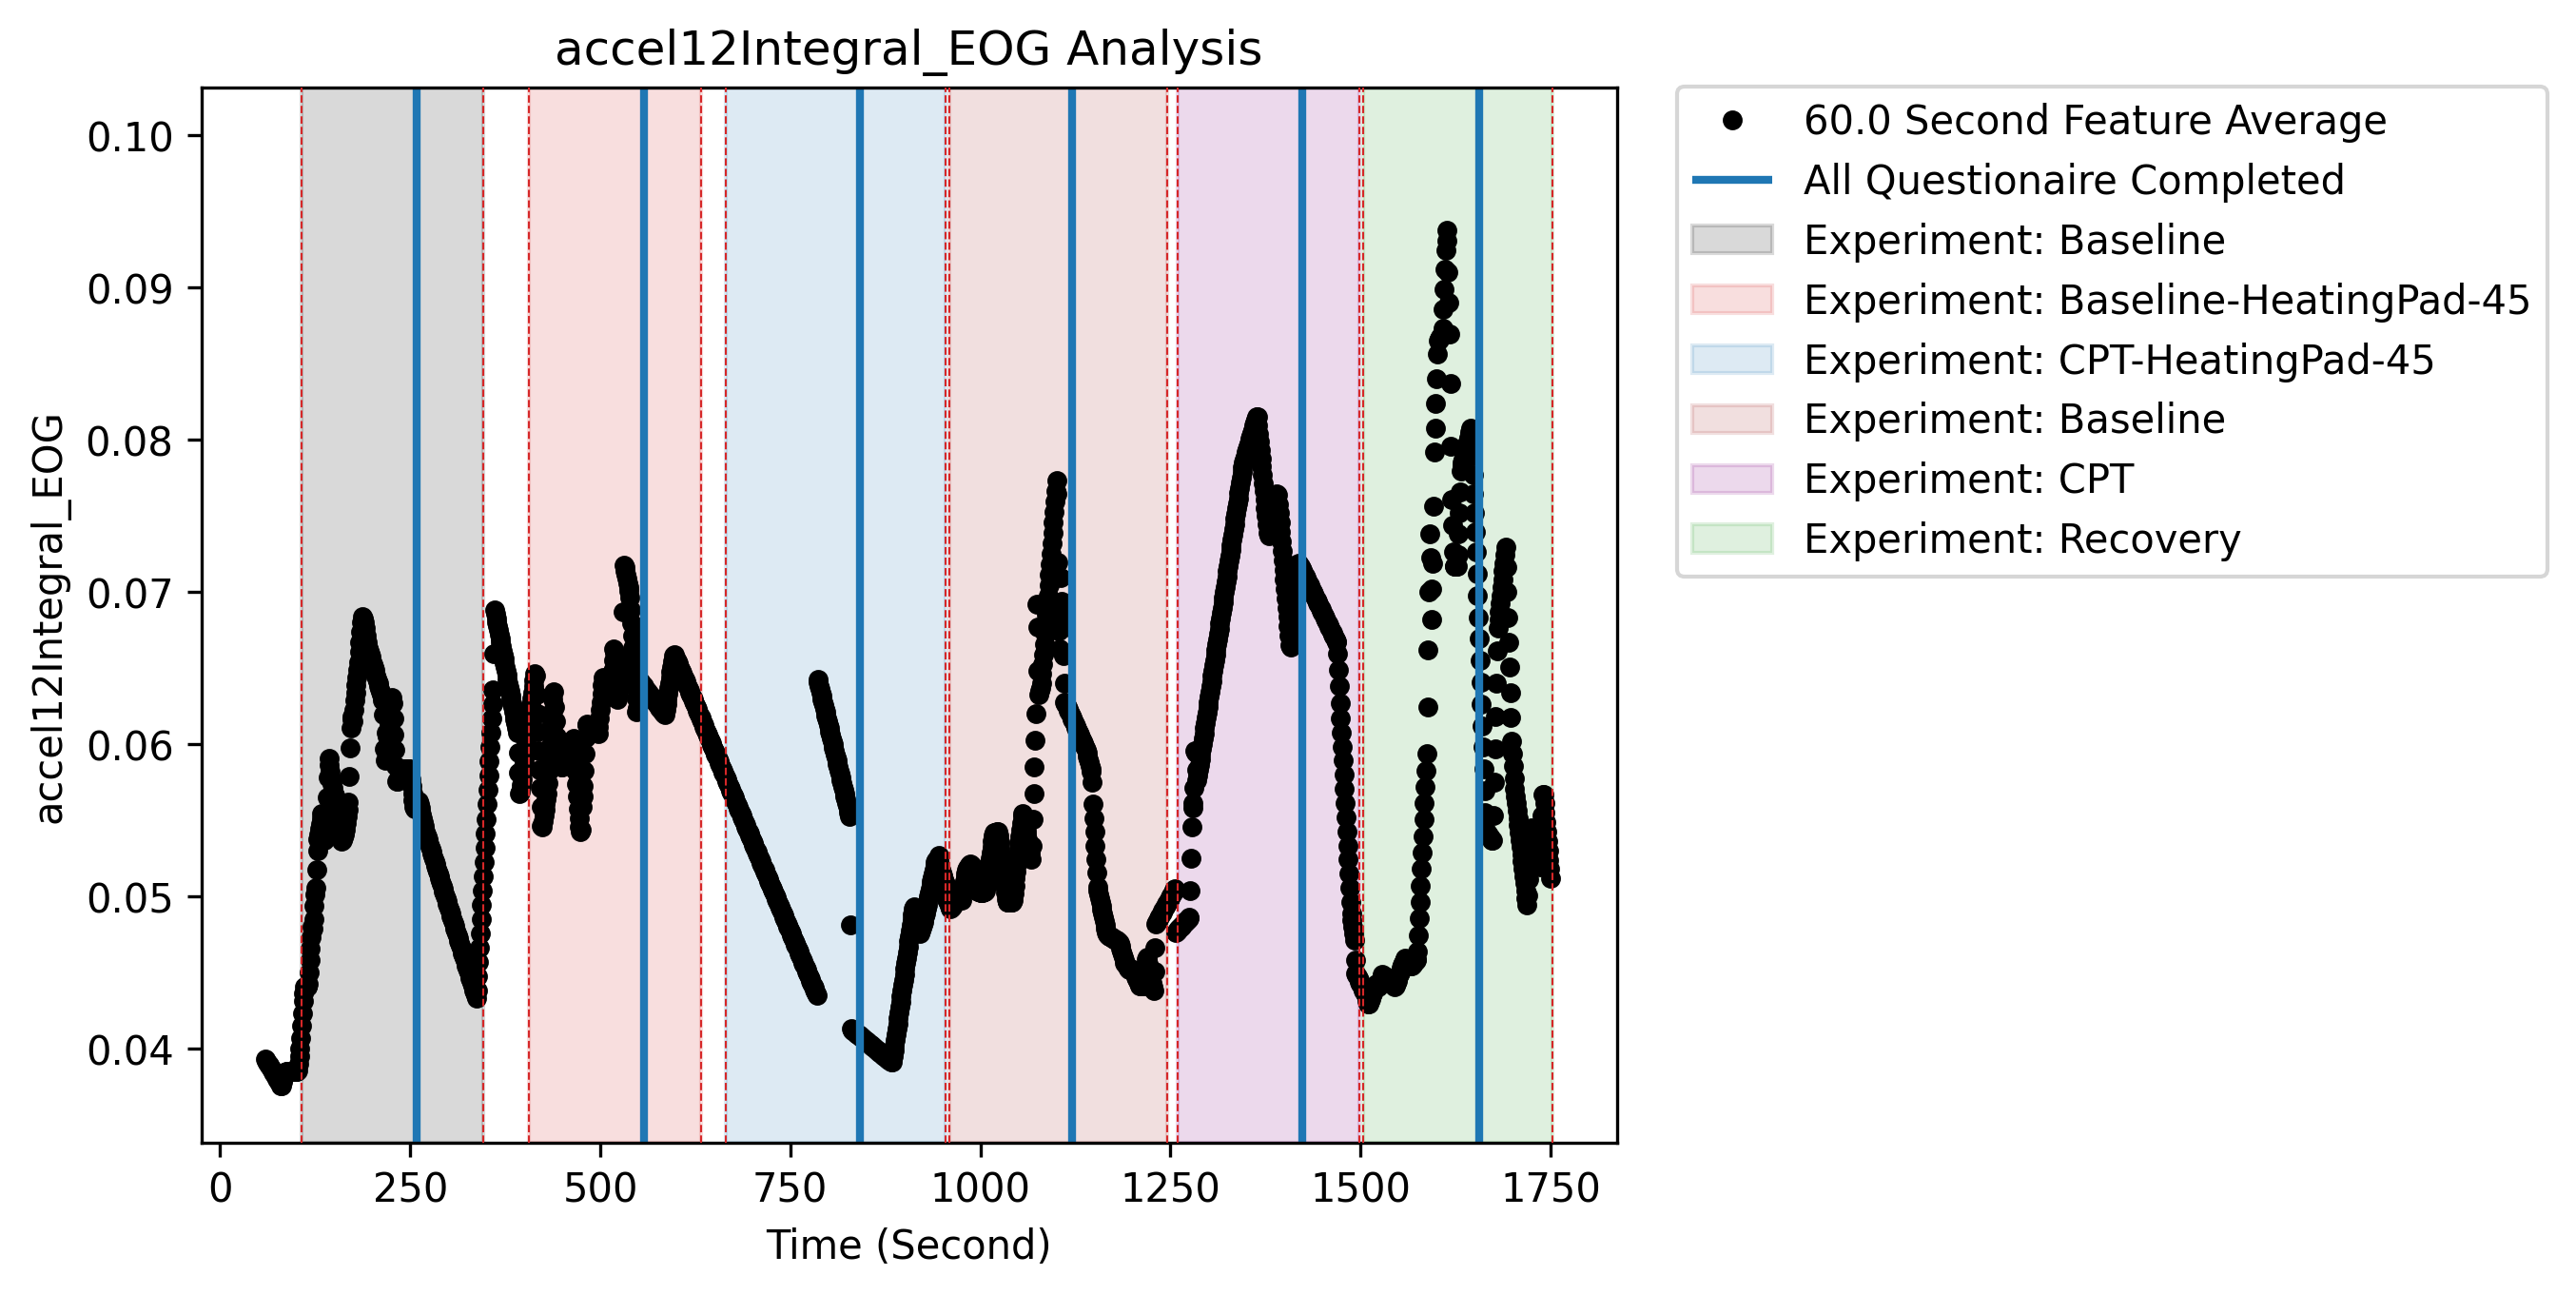 accel12Integral_EOG Analysis
accel12Integral_EOG
0.10
0.09
0.08
0.07
0.06
0.05
0.04
0 250 500 750 1000 1250 1500 1750
Time (Second)
60.0 Second Feature Average
All Questionaire Completed
Experiment: Baseline
Experiment: Baseline-HeatingPad-45
Experiment: CPT-HeatingPad-45
Experiment: Baseline
Experiment: CPT
Experiment: Recovery